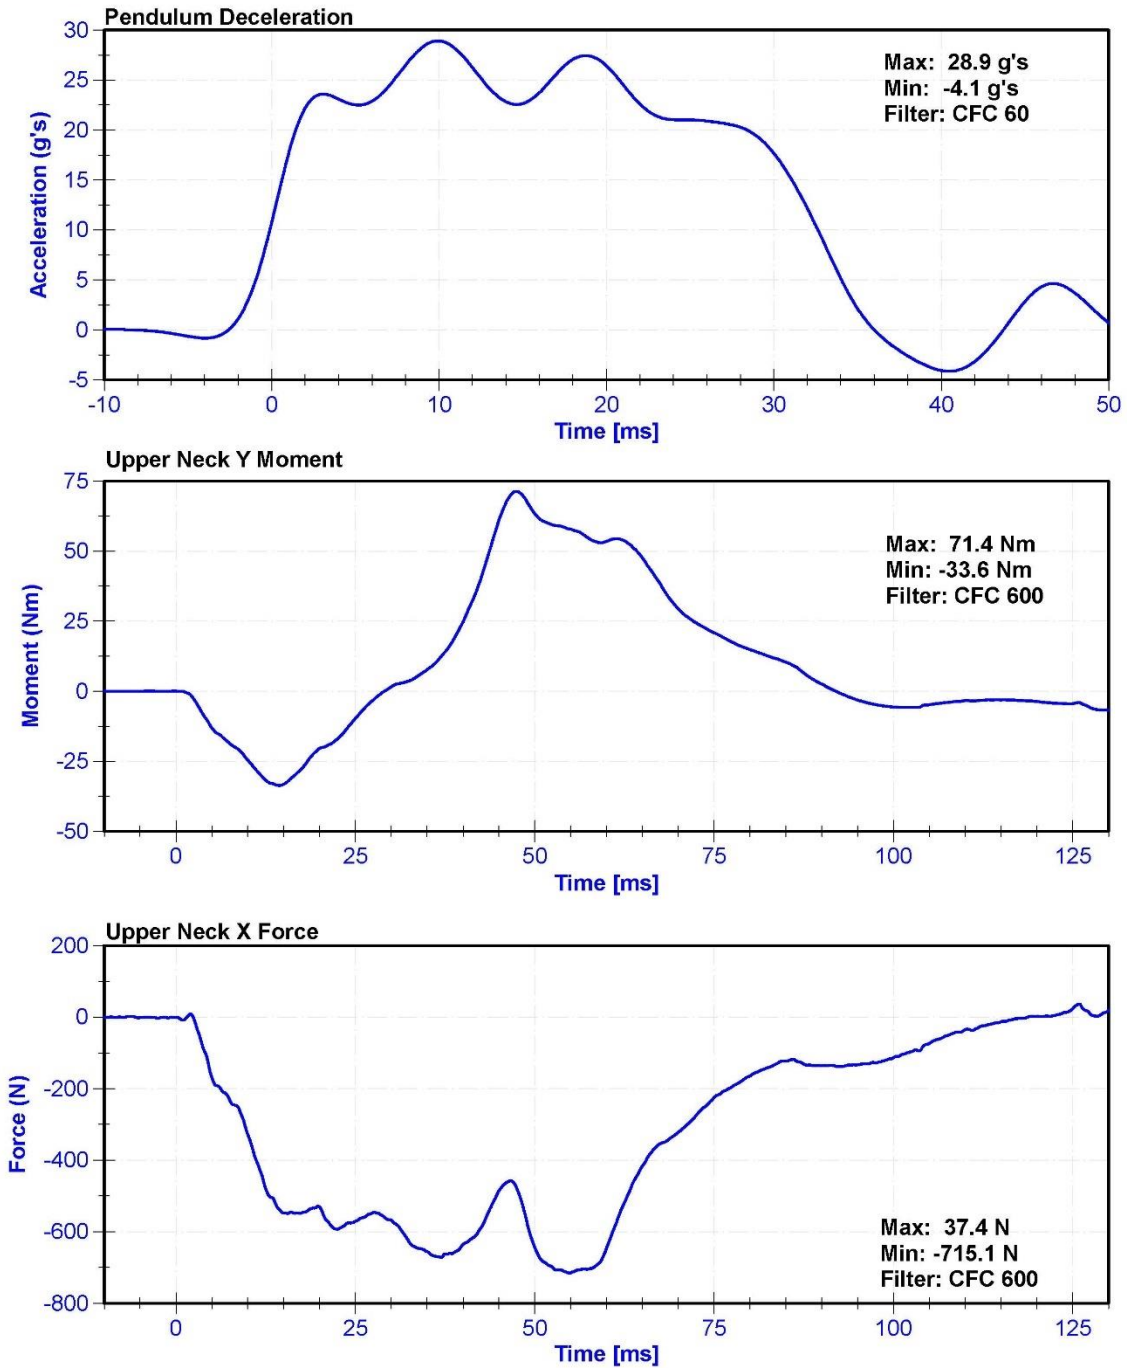 Pendulum Deceleration
30
25
20
15
10
5
0
-5
Acceleration (g's)
Max: 28.9 g's
Min: -4.1 g's
Filter: CFC 60
-10 0 10 20 30 40 50
Time [ms]
Upper Neck Y Moment
75
50
25
0
-25
-50
Moment (Nm)
Max: 71.4 Nm
Min: -33.6 Nm
Filter: CFC 600
0 25 50 75 100 125
Time [ms]
Upper Neck X Force
200
0
-200
-400
-600
-800
Force (N)
Max: 37.4 N
Min: -715.1 N
Filter: CFC 600
0 25 50 75 100 125
Time [ms]